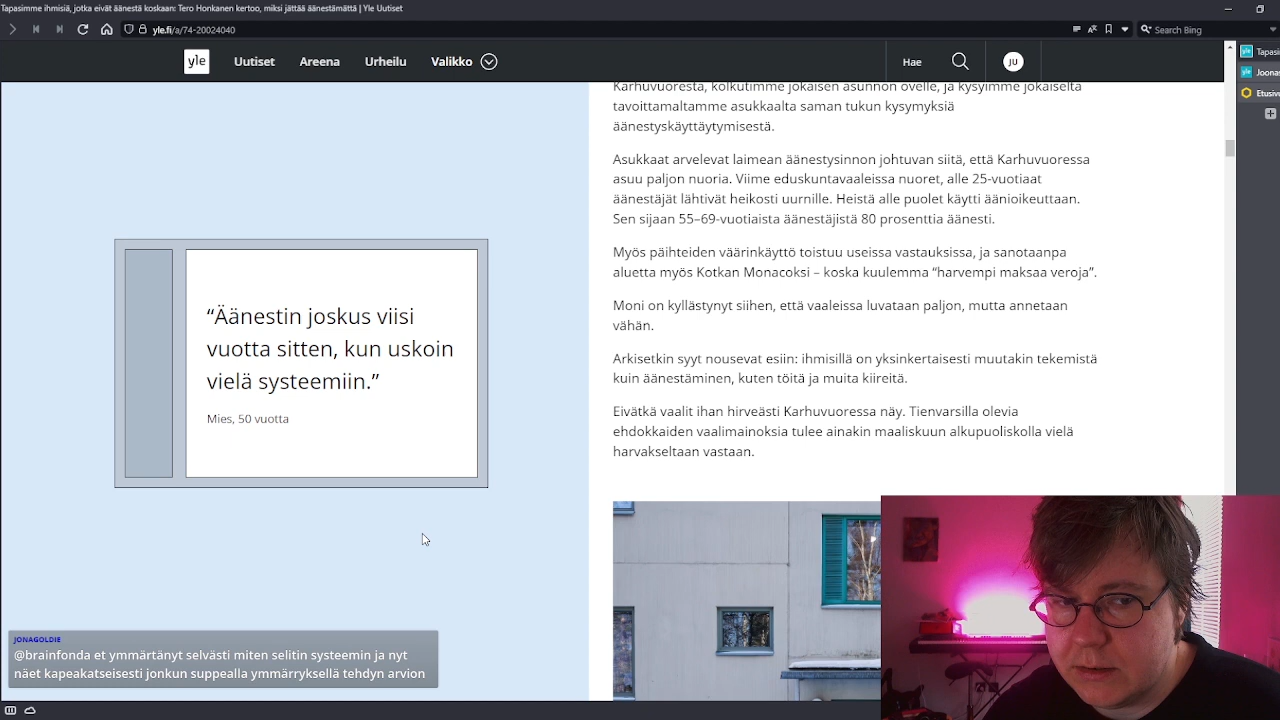 Tapasimme ihmisiä, jotka eivät äänestä koskaan: Tero Honkanen kertoo, miksi jättää äänestämättä | Yle Uutiset
yle.fi/a/74-20024040
Search Bing
yle
Uutiset
Areena
Urheilu
Valikko
Hae
JU
yle Tapasi
yle Joonas
Etusivu
Karhuvuoresta, kolkutimme jokaisen asunnon ovelle, ja kysyimme jokaiselta
tavoittamaltamme asukkaalta saman tukun kysymyksiä
äänestyskäyttäytymisestä.
Asukkaat arvelevat laimean äänestysinnon johtuvan siitä, että Karhuvuoressa
asuu paljon nuoria. Viime eduskuntavaaleissa nuoret, alle 25-vuotiaat
äänestäjät lähtivät heikosti uurnille. Heistä alle puolet käytti äänioikeuttaan.
Sen sijaan 55–69-vuotiaista äänestäjistä 80 prosenttia äänesti.
Myös päihteiden väärinkäyttö toistuu useissa vastauksissa, ja sanotaanpa
aluetta myös Kotkan Monacoksi – koska kuulemma “harvempi maksaa veroja”.
Moni on kyllästynyt siihen, että vaaleissa luvataan paljon, mutta annetaan
vähän.
Arkisetkin syyt nousevat esiin: ihmisillä on yksinkertaisesti muutakin tekemistä
kuin äänestäminen, kuten töitä ja muita kiireitä.
Eivätkä vaalit ihan hirveästi Karhuvuoressa näy. Tienvarsilla olevia
ehdokkaiden vaalimainoksia tulee ainakin maaliskuun alkupuoliskolla vielä
harvakseltaan vastaan.
“Äänestin joskus viisi
vuotta sitten, kun uskoin
vielä systeemiin.”
Mies, 50 vuotta
JONAGOLDIE
@brainfonda et ymmärtänyt selvästi miten selitin systeemin ja nyt
näet kapeakatseisesti jonkun suppealla ymmärryksellä tehdyn arvion